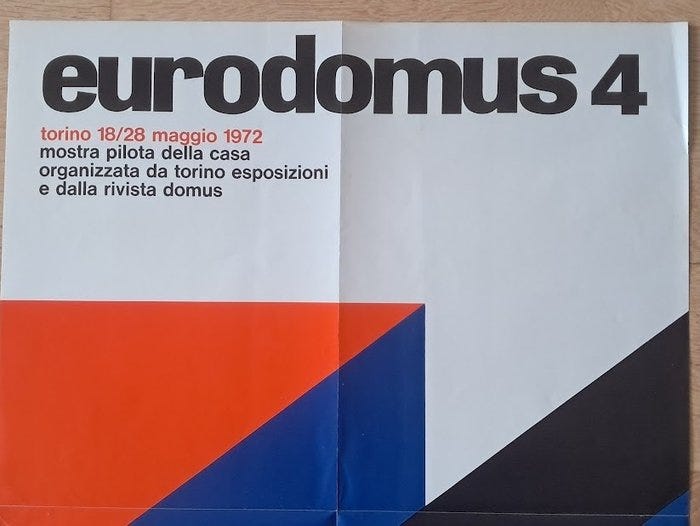 eurodomus 4
torino 18/28 maggio 1972
mostra pilota della casa
organizzata da torino esposizioni
e dalla rivista domus